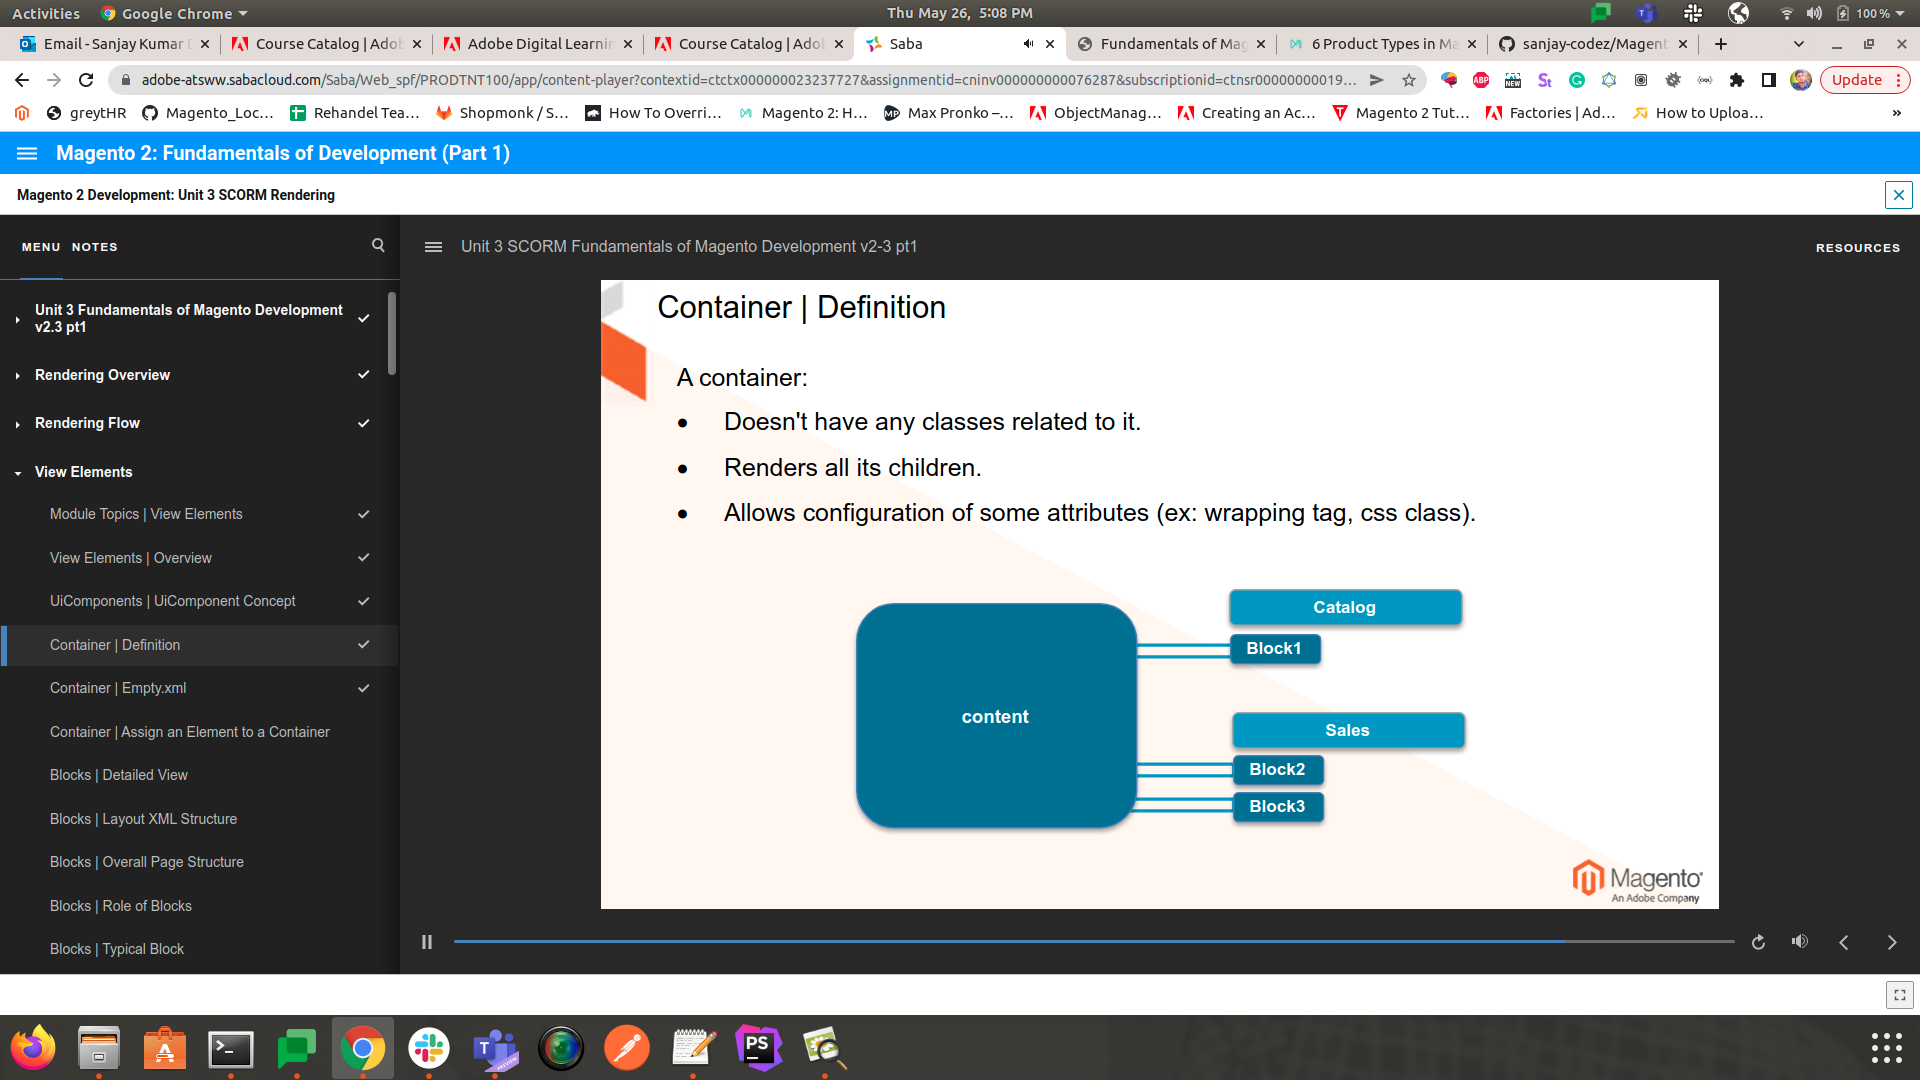 Activities
Google Chrome
Thu May 26, 5:08 PM
100 %
Email - Sanjay Kumar
Course Catalog | Adob
Adobe Digital Learnin
Course Catalog | Adob
Saba
Fundamentals of Mag
6 Product Types in Ma
sanjay-codez/Magent
adobe-atsww.sabacloud.com/Saba/Web_spf/PRODTNT100/app/content-player?contextid=ctctx000000023237727&assignmentid=cninv000000000076287&subscriptionid=ctnsr00000000019...
ABP
NEW
Update
greytHR
Magento_Loc...
Rehandel Tea...
Shopmonk / S...
How To Overri...
Magento 2: H...
Max Pronko –...
ObjectManag...
Creating an Ac...
Magento 2 Tut...
Factories | Ad...
How to Uploa...
»
Magento 2: Fundamentals of Development (Part 1)
Magento 2 Development: Unit 3 SCORM Rendering
MENU
NOTES
Unit 3 SCORM Fundamentals of Magento Development v2-3 pt1
RESOURCES
Unit 3 Fundamentals of Magento Development
v2.3 pt1
Rendering Overview
Rendering Flow
View Elements
Module Topics | View Elements
View Elements | Overview
UiComponents | UiComponent Concept
Container | Definition
Container | Empty.xml
Container | Assign an Element to a Container
Blocks | Detailed View
Blocks | Layout XML Structure
Blocks | Overall Page Structure
Blocks | Role of Blocks
Blocks | Typical Block
Container | Definition
A container:
• Doesn't have any classes related to it.
• Renders all its children.
• Allows configuration of some attributes (ex: wrapping tag, css class).
content
Catalog
Block1
Sales
Block2
Block3
Magento
An Adobe Company
PS